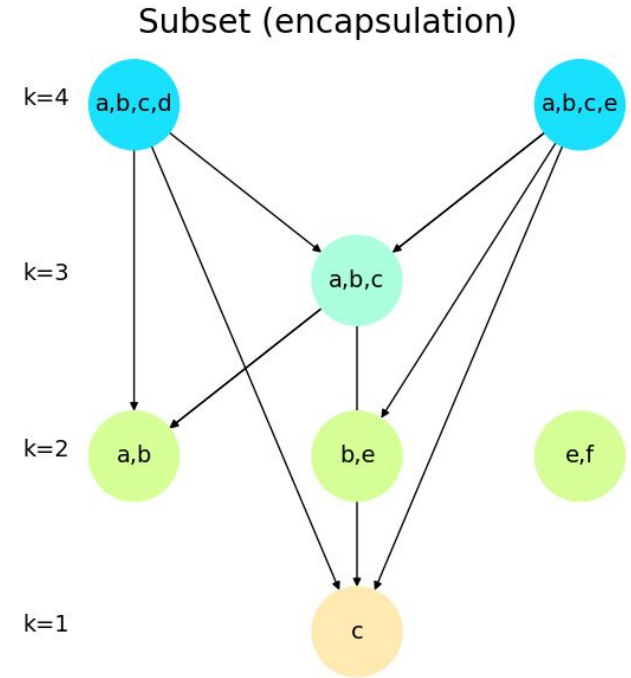 Subset (encapsulation)
k=4
a,b,c,d
a,b,c,e
k=3
a,b,c
k=2
a,b
b,e
e,f
k=1
c